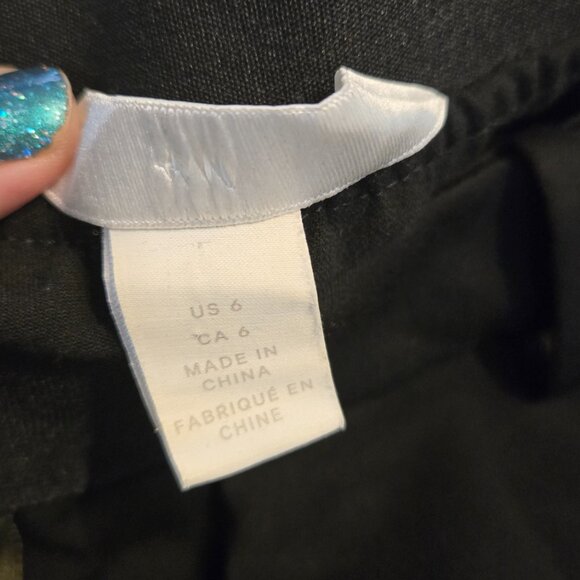 US 6
CA 6
MADE IN
CHINA
FABRIQUÉ EN
CHINE